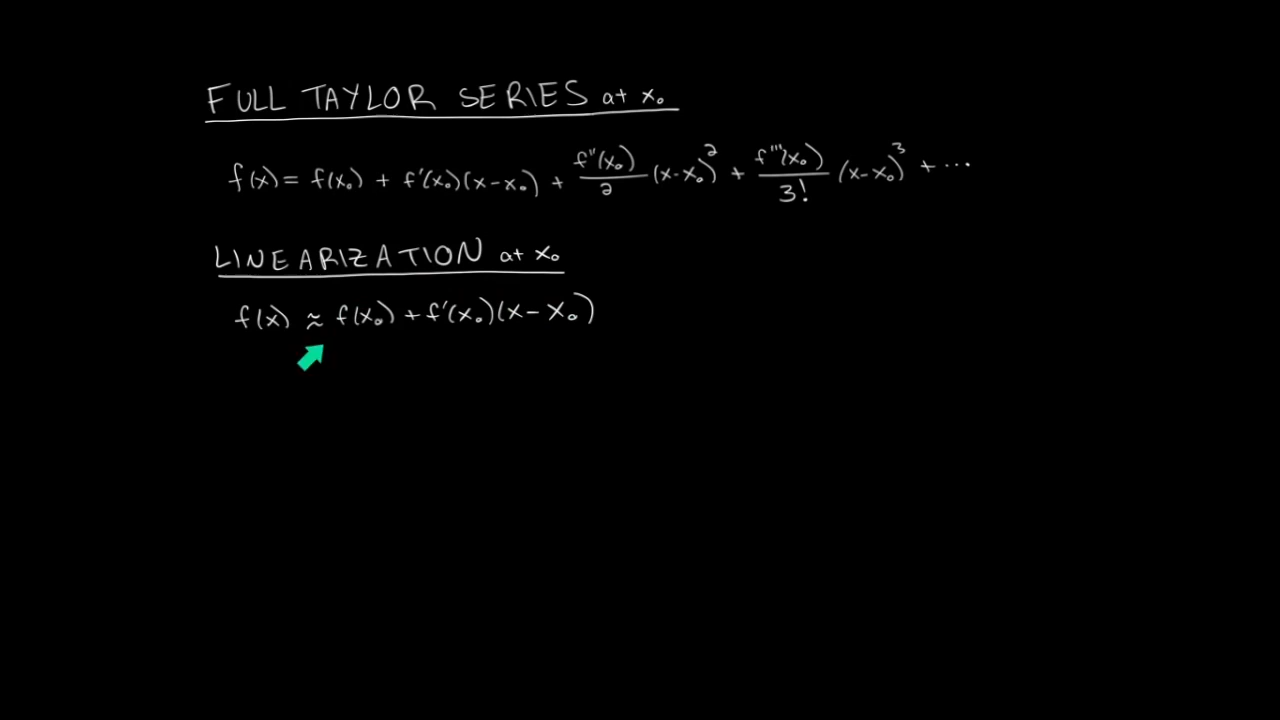 FULL TAYLOR SERIES at x₀
f(x) = f(x₀) + f'(x₀)(x-x₀) + f''(x₀)/2 (x-x₀)² + f'''(x₀)/3! (x-x₀)³ + ...
LINEARIZATION at x₀
f(x) ≈ f(x₀) + f'(x₀)(x-x₀)